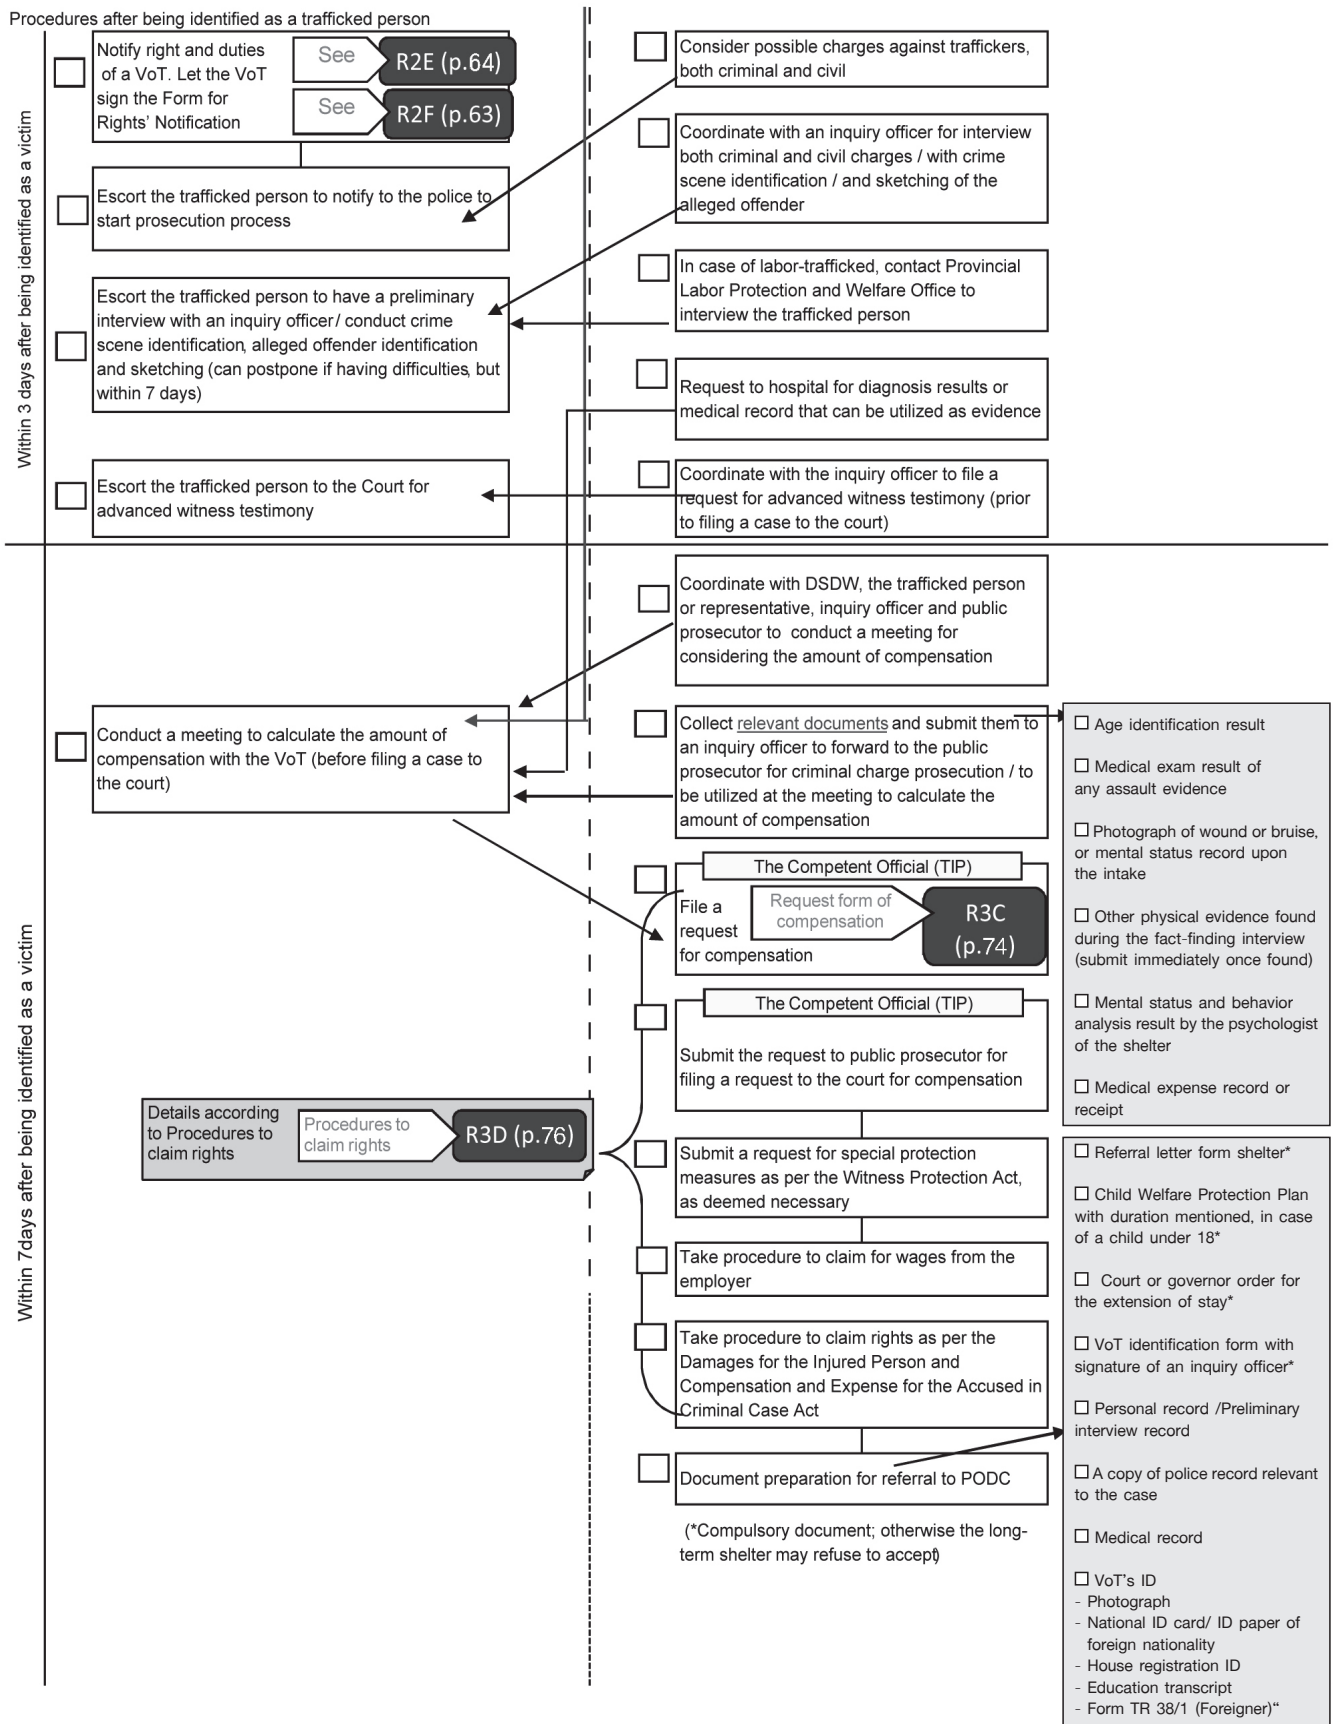 Procedures after being identified as a trafficked person
Within 3 days after being identified as a victim
Notify right and duties
of a VoT. Let the VoT
sign the Form for
Rights' Notification
See
R2E (p.64)
See
R2F (p.63)
Escort the trafficked person to notify to the police to
start prosecution process
Escort the trafficked person to have a preliminary
interview with an inquiry officer/ conduct crime
scene identification, alleged offender identification
and sketching (can postpone if having difficulties, but
within 7 days)
Escort the trafficked person to the Court for
advanced witness testimony
Consider possible charges against traffickers,
both criminal and civil
Coordinate with an inquiry officer for interview
both criminal and civil charges / with crime
scene identification / and sketching of the
alleged offender
In case of labor-trafficked, contact Provincial
Labor Protection and Welfare Office to
interview the trafficked person
Request to hospital for diagnosis results or
medical record that can be utilized as evidence
Coordinate with the inquiry officer to file a
request for advanced witness testimony (prior
to filing a case to the court)
Within 7days after being identified as a victim
Conduct a meeting to calculate the amount of
compensation with the VoT (before filing a case to
the court)
Details according
to Procedures to
claim rights
Procedures to
claim rights
R3D (p.76)
Coordinate with DSDW, the trafficked person
or representative, inquiry officer and public
prosecutor to conduct a meeting for
considering the amount of compensation
Collect relevant documents and submit them to
an inquiry officer to forward to the public
prosecutor for criminal charge prosecution / to
be utilized at the meeting to calculate the
amount of compensation
The Competent Official (TIP)
File a
request
for compensation
Request form of
compensation
R3C
(p.74)
The Competent Official (TIP)
Submit the request to public prosecutor for
filing a request to the court for compensation
Submit a request for special protection
measures as per the Witness Protection Act,
as deemed necessary
Take procedure to claim for wages from the
employer
Take procedure to claim rights as per the
Damages for the Injured Person and
Compensation and Expense for the Accused in
Criminal Case Act
Document preparation for referral to PODC
(*Compulsory document; otherwise the long-
term shelter may refuse to accept)
Age identification result
Medical exam result of
any assault evidence
Photograph of wound or bruise,
or mental status record upon
the intake
Other physical evidence found
during the fact-finding interview
(submit immediately once found)
Mental status and behavior
analysis result by the psychologist
of the shelter
Medical expense record or
receipt
Referral letter form shelter*
Child Welfare Protection Plan
with duration mentioned, in case
of a child under 18*
Court or governor order for
the extension of stay*
VoT identification form with
signature of an inquiry officer*
Personal record /Preliminary
interview record
A copy of police record relevant
to the case
Medical record
VoT's ID
- Photograph
- National ID card/ ID paper of
foreign nationality
- House registration ID
- Education transcript
- Form TR 38/1 (Foreigner)“